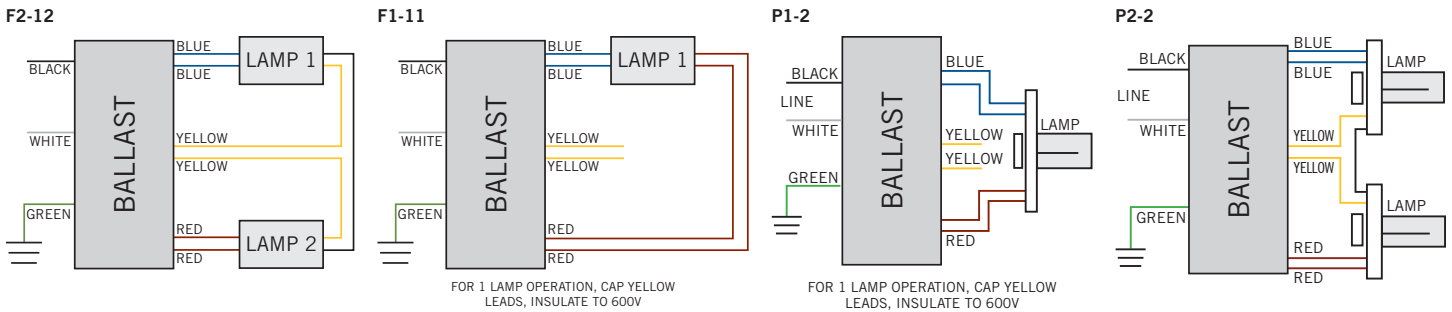 F2-12
BALLAST
BLACK
WHITE
GREEN
BLUE
BLUE
LAMP 1
YELLOW
YELLOW
RED
RED
LAMP 2
F1-11
BALLAST
BLACK
WHITE
GREEN
BLUE
BLUE
LAMP 1
YELLOW
YELLOW
RED
RED
FOR 1 LAMP OPERATION, CAP YELLOW
LEADS, INSULATE TO 600V
P1-2
BALLAST
BLACK
LINE
WHITE
GREEN
BLUE
YELLOW
YELLOW
LAMP
RED
FOR 1 LAMP OPERATION, CAP YELLOW
LEADS, INSULATE TO 600V
P2-2
BALLAST
BLACK
LINE
WHITE
GREEN
BLUE
BLUE
LAMP
YELLOW
YELLOW
LAMP
RED
RED